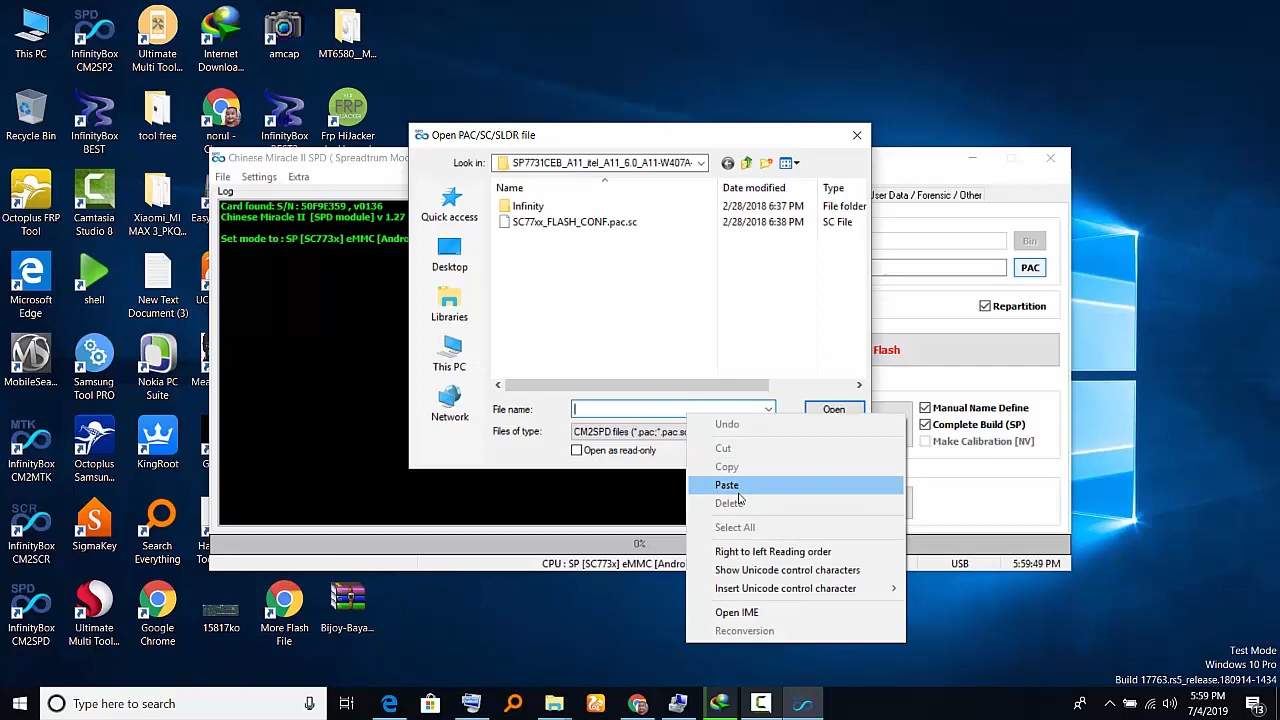 This PC
InfinityBox
CM2SP2
Ultimate
Multi Tool...
Internet
Downloa...
amcap
MT6580__M...
Recycle Bin
InfinityBox
BEST
tool free
norul -
InfinityBOX2
Frp HiJacker
Octoplus FRP
Camtasia
Studio 8
Xiaomi_MI
MAX 3_PKQ...
Microsoft
Edge
shell
New Text
Document (3)
MobileSea...
Samsung
Tool PRO
Nokia PC
Suite
InfinityBox
CM2MTK
Octoplus
Samsun...
KingRoot
InfinityBox
CM2SCR
SigmaKey
Search
Everything
InfinityBox
CM2SPD
Ultimate
Multi Tool...
Google
Chrome
15817ko
More Flash
File
Bijoy-Baya...
Chinese Miracle II SPD ( Spreadtrum Mo
File Settings Extra
Log
Card found: S/N : 50F9E359 , v0136
Chinese Miracle II [SPD module] v 1.27
Set mode to : SP [SC773x] eMMC [Andro
User Data / Forensic / Other
Bin
PAC
Repartition
Flash
Manual Name Define
Complete Build (SP)
Make Calibration [NV]
0%
CPU : SP [SC773x] eMMC [Andro
USB
5:59:49 PM
Open PAC/SC/SLDR file
Look in: SP7731CEB_A11_itel_A11_6.0_A11-W407A-
Name Date modified Type
Infinity 2/28/2018 6:37 PM File folder
SC77xx_FLASH_CONF.pac.sc 2/28/2018 6:38 PM SC File
Quick access
Desktop
Libraries
This PC
Network
File name: Open
Files of type: CM2SPD files (*.pac;*.pac.sc
Open as read-only
Undo
Cut
Copy
Paste
Delete
Select All
Right to left Reading order
Show Unicode control characters
Insert Unicode control character
Open IME
Reconversion
Test Mode
Windows 10 Pro
Build 17763.rs5_release.180914-1434
Type here to search
5:59 PM
7/4/2019
13